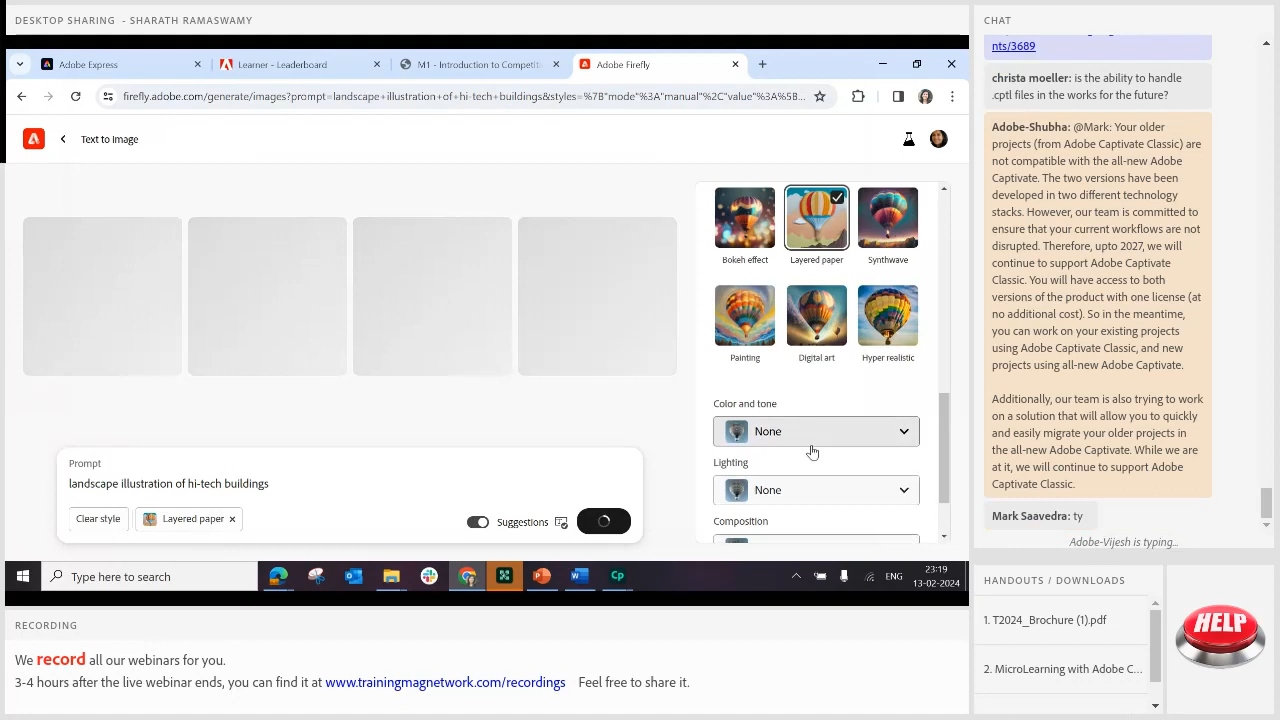 DESKTOP SHARING - SHARATH RAMASWAMY
Adobe Express
Learner - Leaderboard
M1 - Introduction to Competiti
Adobe Firefly
firefly.adobe.com/generate/images?prompt=landscape+illustration+of+hi-tech+buildings&styles=%7B"mode"%3A"manual"%2C"value"%3A%5B...
Text to Image
Bokeh effect
Layered paper
Synthwave
Painting
Digital art
Hyper realistic
Color and tone
None
Lighting
None
Composition
Prompt
landscape illustration of hi-tech buildings
Clear style
Layered paper
Suggestions
Type here to search
Cp
ENG
23:19
13-02-2024
RECORDING
We record all our webinars for you.
3-4 hours after the live webinar ends, you can find it at www.trainingmagnetwork.com/recordings Feel free to share it.
CHAT
nts/3689
christa moeller: is the ability to handle
.cptl files in the works for the future?
Adobe-Shubha: @Mark: Your older
projects (from Adobe Captivate Classic) are
not compatible with the all-new Adobe
Captivate. The two versions have been
developed in two different technology
stacks. However, our team is committed to
ensure that your current workflows are not
disrupted. Therefore, upto 2027, we will
continue to support Adobe Captivate
Classic. You will have access to both
versions of the product with one license (at
no additional cost). So in the meantime,
you can work on your existing projects
using Adobe Captivate Classic, and new
projects using all-new Adobe Captivate.
Additionally, our team is also trying to work
on a solution that will allow you to quickly
and easily migrate your older projects in
the all-new Adobe Captivate. While we are
at it, we will continue to support Adobe
Captivate Classic.
Mark Saavedra: ty
Adobe-Vijesh is typing...
HANDOUTS / DOWNLOADS
1. T2024_Brochure (1).pdf
2. MicroLearning with Adobe C...
HELP